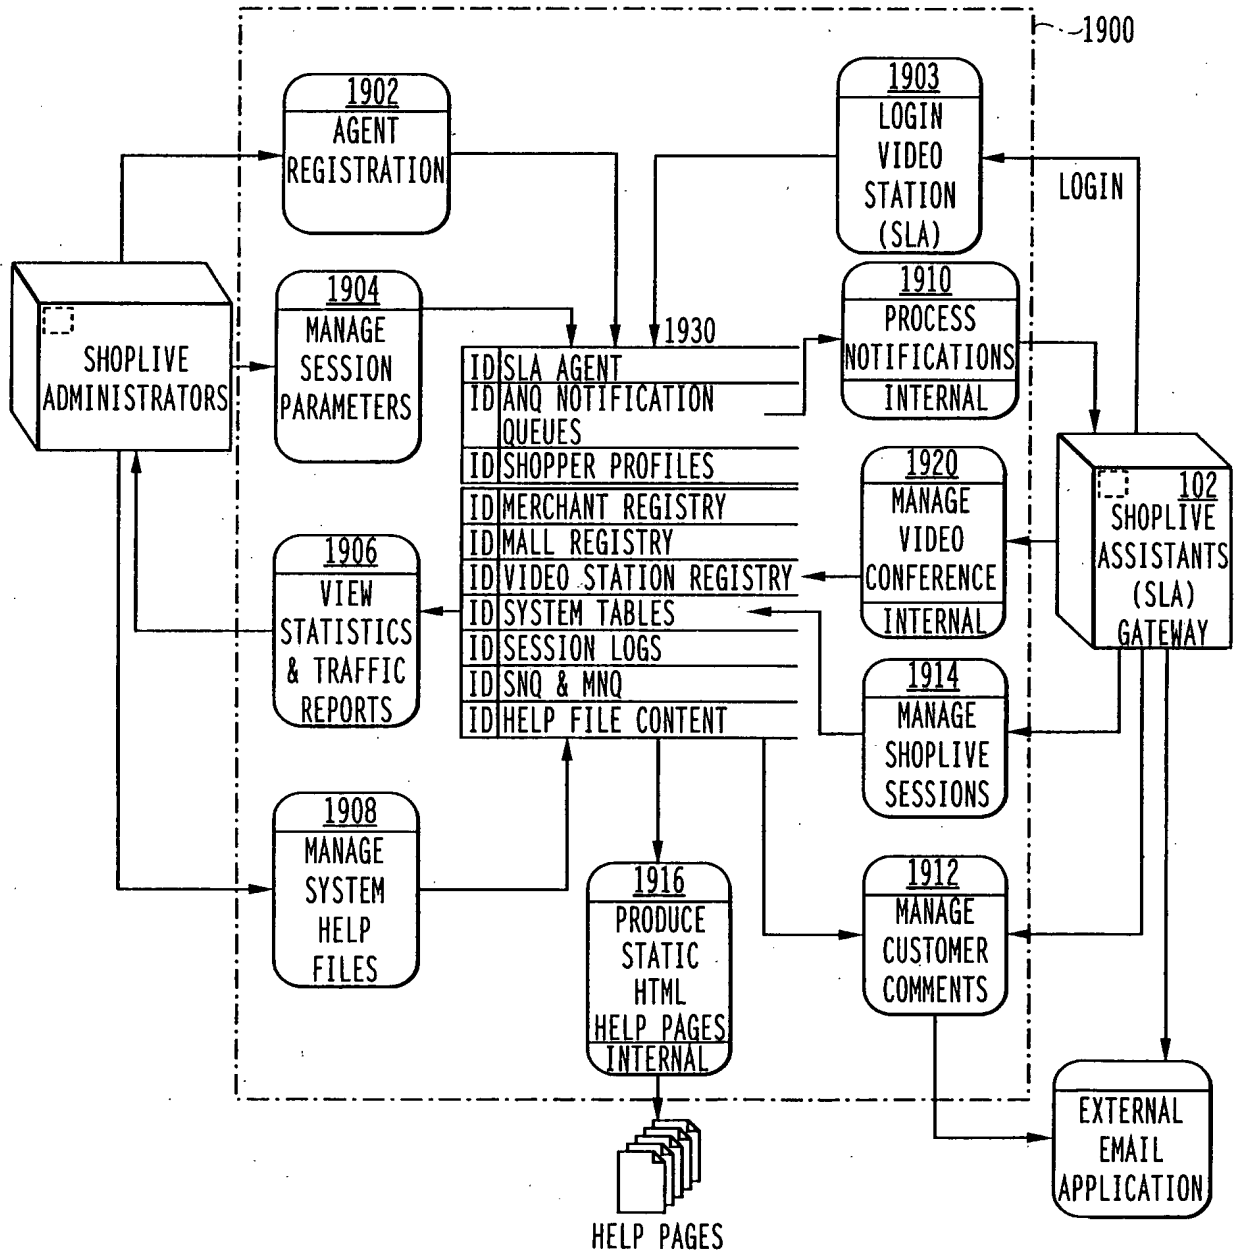 1900
1902
AGENT
REGISTRATION
1903
LOGIN
VIDEO
STATION
(SLA)
LOGIN
SHOPLIVE
ADMINISTRATORS
1904
MANAGE
SESSION
PARAMETERS
1910
PROCESS
NOTIFICATIONS
INTERNAL
1930
ID SLA AGENT
ID ANQ NOTIFICATION
QUEUES
ID SHOPPER PROFILES
ID MERCHANT REGISTRY
ID MALL REGISTRY
ID VIDEO STATION REGISTRY
ID SYSTEM TABLES
ID SESSION LOGS
ID SNQ & MNQ
ID HELP FILE CONTENT
1920
MANAGE
VIDEO
CONFERENCE
INTERNAL
102
SHOPLIVE
ASSISTANTS
(SLA)
GATEWAY
1906
VIEW
STATISTICS
& TRAFFIC
REPORTS
1914
MANAGE
SHOPLIVE
SESSIONS
1908
MANAGE
SYSTEM
HELP
FILES
1916
PRODUCE
STATIC
HTML
HELP PAGES
INTERNAL
1912
MANAGE
CUSTOMER
COMMENTS
EXTERNAL
EMAIL
APPLICATION
HELP PAGES